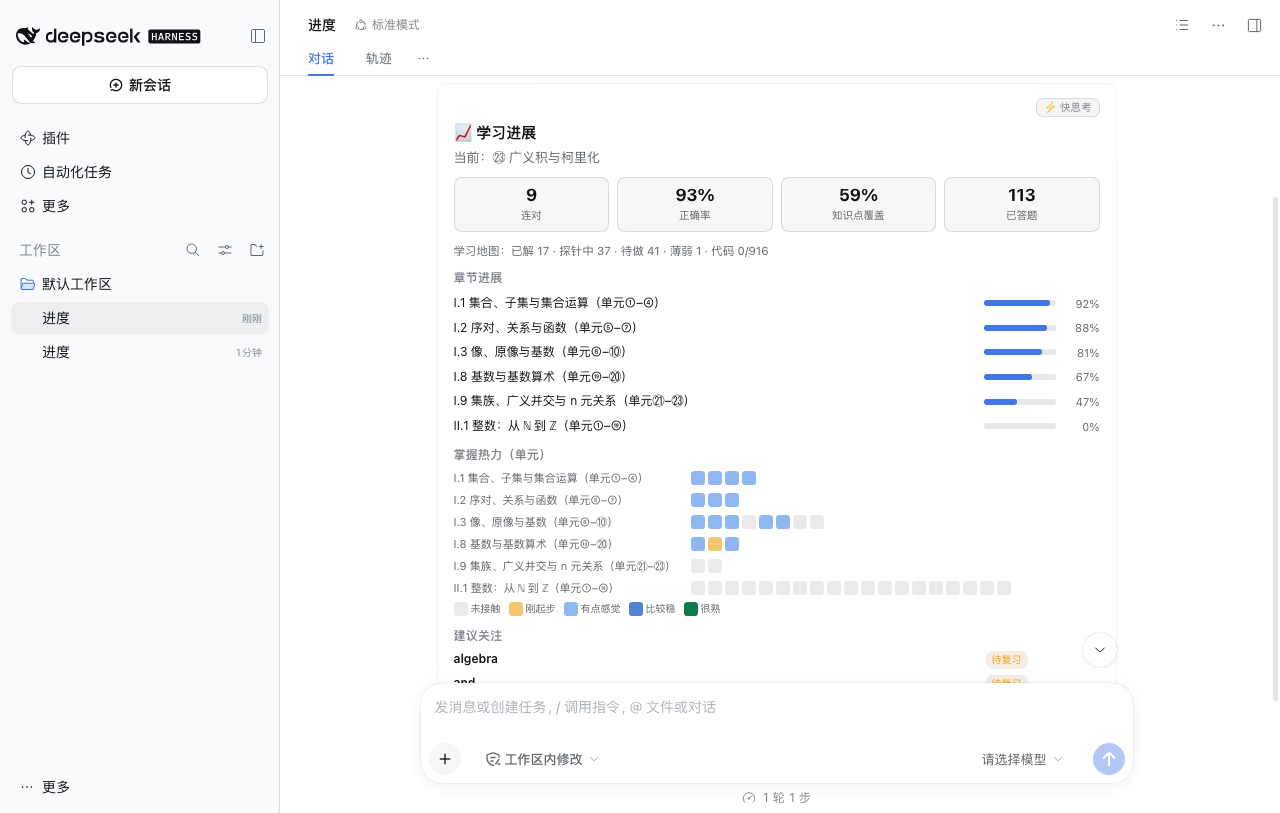 deepseek HARNESS
新会话
插件
自动化任务
更多
工作区
默认工作区
进度 刚刚
进度 1分钟
更多
进度 标准模式
对话 轨迹 ···
⚡ 快思考
📈 学习进展
当前：㉓ 广义积与柯里化
9 连对
93% 正确率
59% 知识点覆盖
113 已答题
学习地图：已解 17 · 探针中 37 · 待做 41 · 薄弱 1 · 代码 0/916
章节进展
I.1 集合、子集与集合运算（单元①–④） 92%
I.2 序对、关系与函数（单元⑤–⑦） 88%
I.3 像、原像与基数（单元⑧–⑩） 81%
I.8 基数与基数算术（单元⑲–⑳） 67%
I.9 集族、广义并交与 n 元关系（单元㉑–㉓） 47%
II.1 整数：从 ℕ 到 ℤ（单元①–⑱） 0%
掌握热力（单元）
I.1 集合、子集与集合运算（单元①–④）
I.2 序对、关系与函数（单元⑤–⑦）
I.3 像、原像与基数（单元⑧–⑩）
I.8 基数与基数算术（单元⑲–⑳）
I.9 集族、广义并交与 n 元关系（单元㉑–㉓）
II.1 整数：从 ℕ 到 ℤ（单元①–⑱）
未接触 刚起步 有点感觉 比较稳 很熟
建议关注
algebra 待复习
and 待复习
发消息或创建任务, / 调用指令, @ 文件或对话
工作区内修改
请选择模型
1 轮 1 步